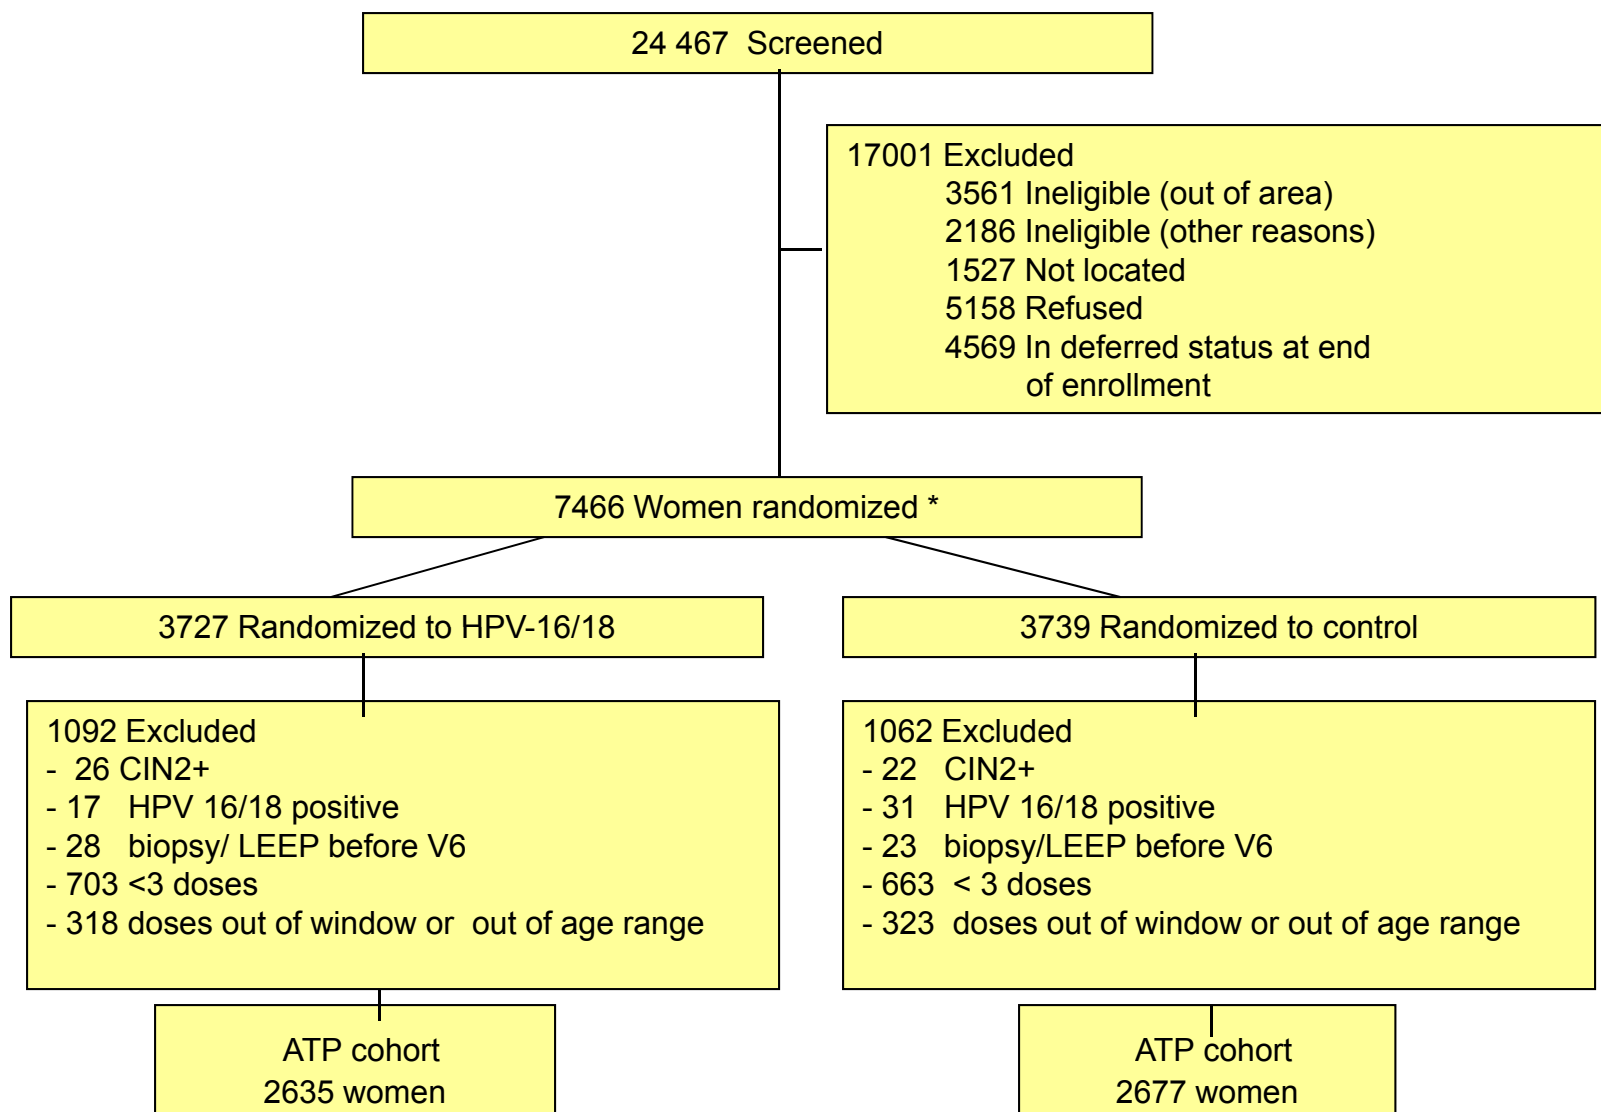 24 467 Screened
17001 Excluded
3561 Ineligible (out of area)
2186 Ineligible (other reasons)
1527 Not located
5158 Refused
4569 In deferred status at end
of enrollment
7466 Women randomized *
3727 Randomized to HPV-16/18
3739 Randomized to control
1092 Excluded
- 26 CIN2+
- 17 HPV 16/18 positive
- 28 biopsy/ LEEP before V6
- 703 <3 doses
- 318 doses out of window or out of age range
1062 Excluded
- 22 CIN2+
- 31 HPV 16/18 positive
- 23 biopsy/LEEP before V6
- 663 < 3 doses
- 323 doses out of window or out of age range
ATP cohort
2635 women
ATP cohort
2677 women